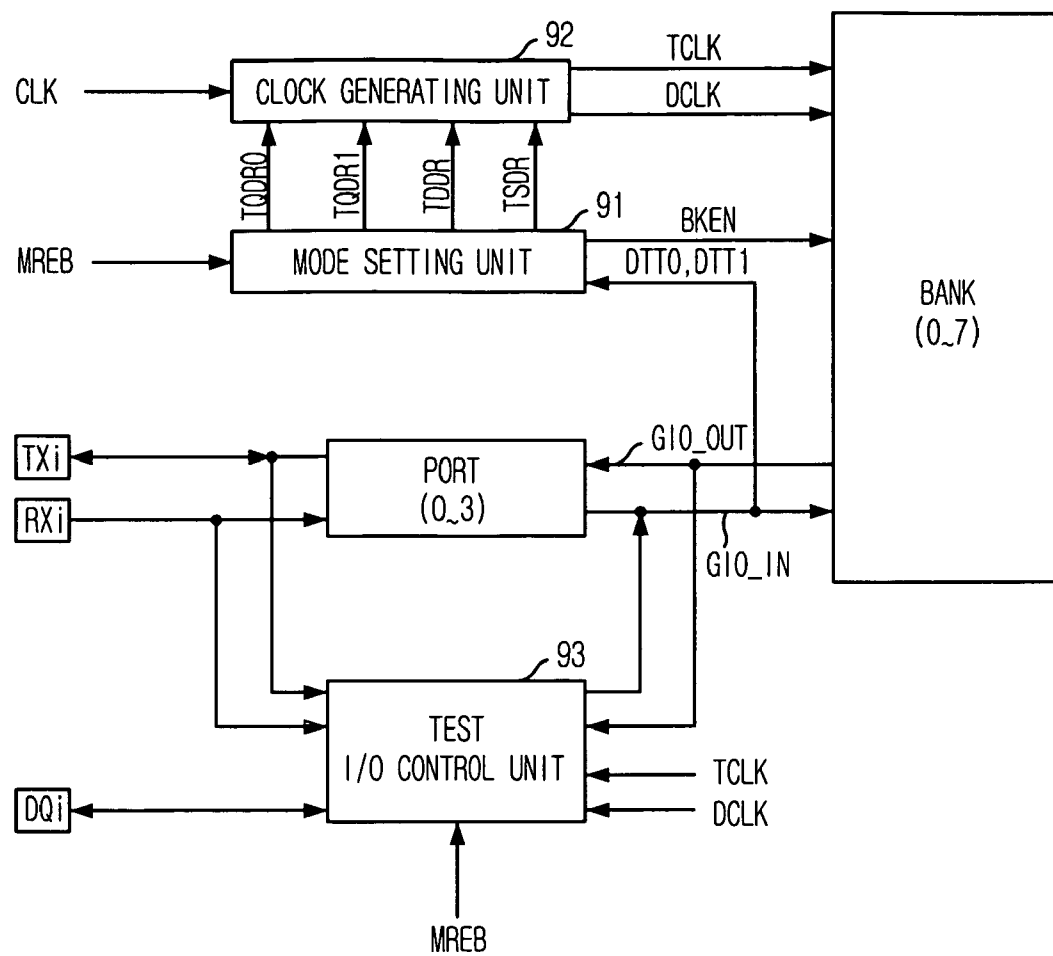 92
TCLK
CLK
CLOCK GENERATING UNIT
DCLK
TQDR0
TQDR1
TDDR
TSDR
91
BKEN
MREB
MODE SETTING UNIT
DTT0,DTT1
BANK
(0~7)
TXi
PORT
(0~3)
GIO_OUT
RXi
GIO_IN
93
TEST
I/O CONTROL UNIT
TCLK
DQi
DCLK
MREB